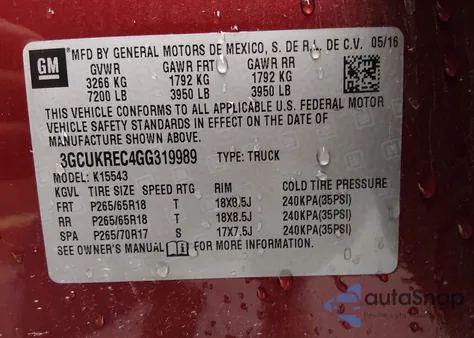 GM
MFD BY GENERAL MOTORS DE MEXICO, S. DE R.L. DE C.V. 05/16
GVWR GAWR FRT GAWR RR
3266 KG 1792 KG 1792 KG
7200 LB 3950 LB 3950 LB
THIS VEHICLE CONFORMS TO ALL APPLICABLE U.S. FEDERAL MOTOR
VEHICLE SAFETY STANDARDS IN EFFECT ON THE DATE OF
MANUFACTURE SHOWN ABOVE.
3GCUKREC4GG319989 TYPE: TRUCK
MODEL: K15543
KGVL TIRE SIZE SPEED RTG RIM COLD TIRE PRESSURE
FRT P265/65R18 T 18X8.5J 240KPA(35PSI)
RR P265/65R18 T 18X8.5J 240KPA(35PSI)
SPA P265/70R17 S 17X7.5J 240KPA(35PSI)
SEE OWNER'S MANUAL FOR MORE INFORMATION
autoSnap